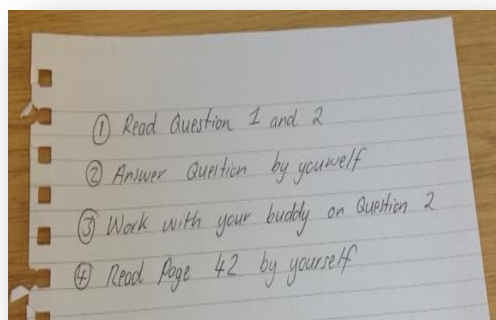 ① Read Question 1 and 2
② Answer Question by youwelf
③ Work with your buddy on Question 2
④ Read Page 42 by yourself